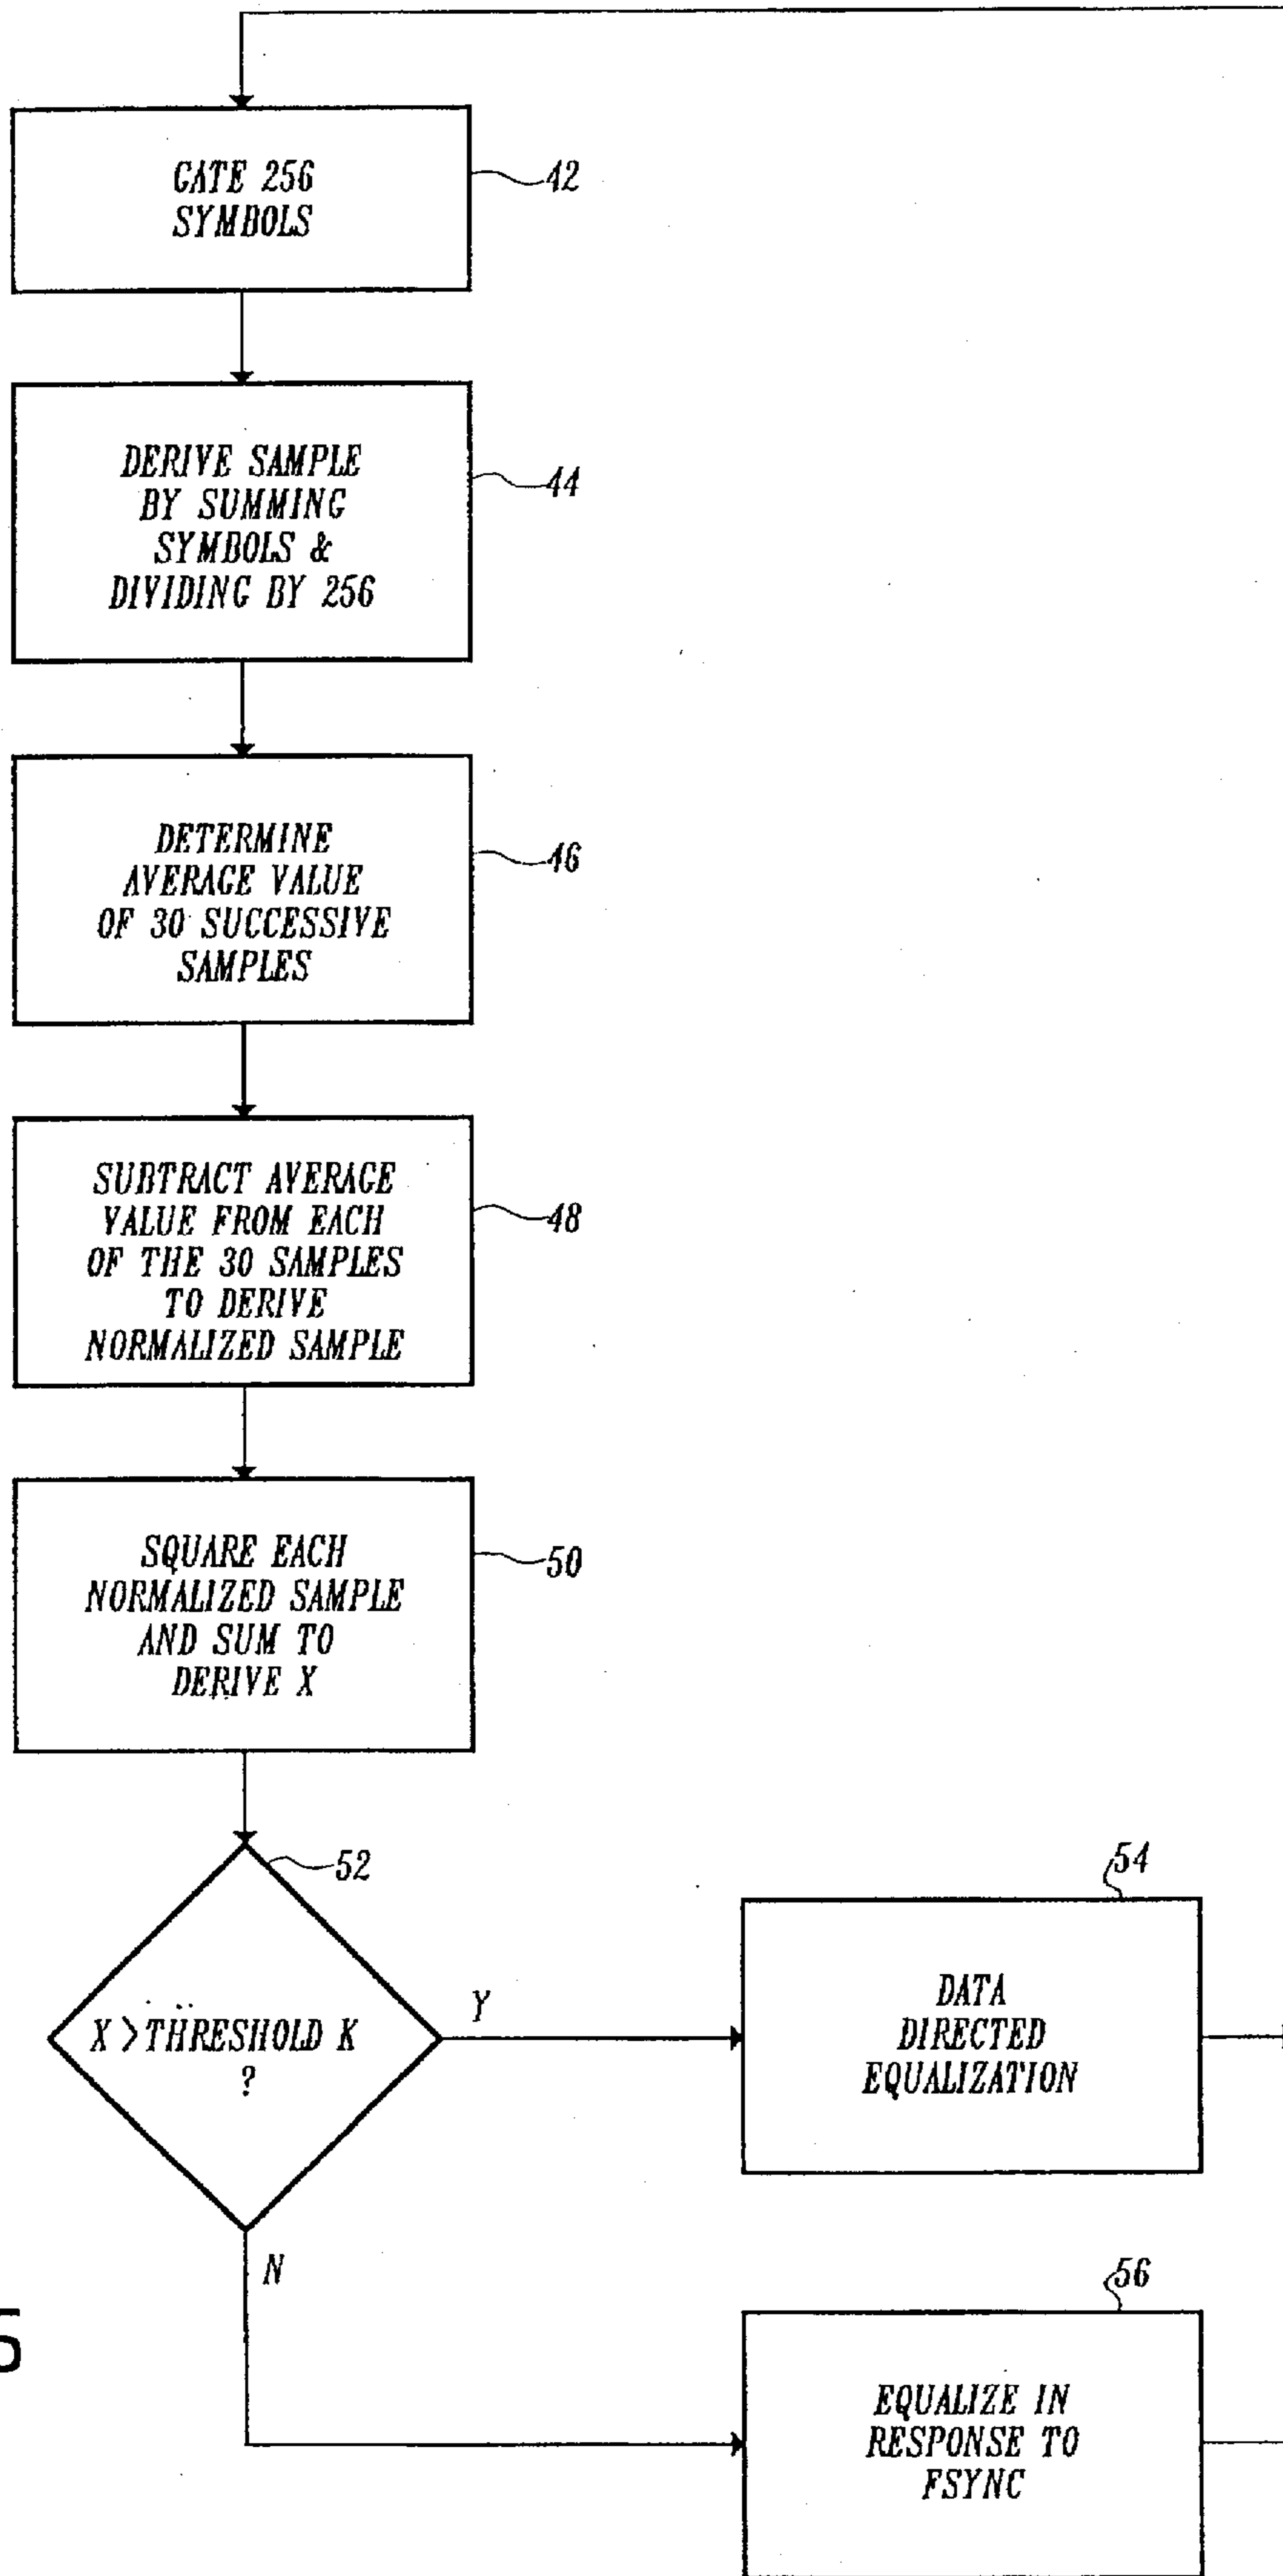 GATE 256
SYMBOLS
42
DERIVE SAMPLE
BY SUMMING
SYMBOLS &
DIVIDING BY 256
44
DETERMINE
AVERAGE VALUE
OF 30 SUCCESSIVE
SAMPLES
46
SUBTRACT AVERAGE
VALUE FROM EACH
OF THE 30 SAMPLES
TO DERIVE
NORMALIZED SAMPLE
48
SQUARE EACH
NORMALIZED SAMPLE
AND SUM TO
DERIVE X
50
52
X > THRESHOLD K
?
Y
N
54
DATA
DIRECTED
EQUALIZATION
56
EQUALIZE IN
RESPONSE TO
FSYNC